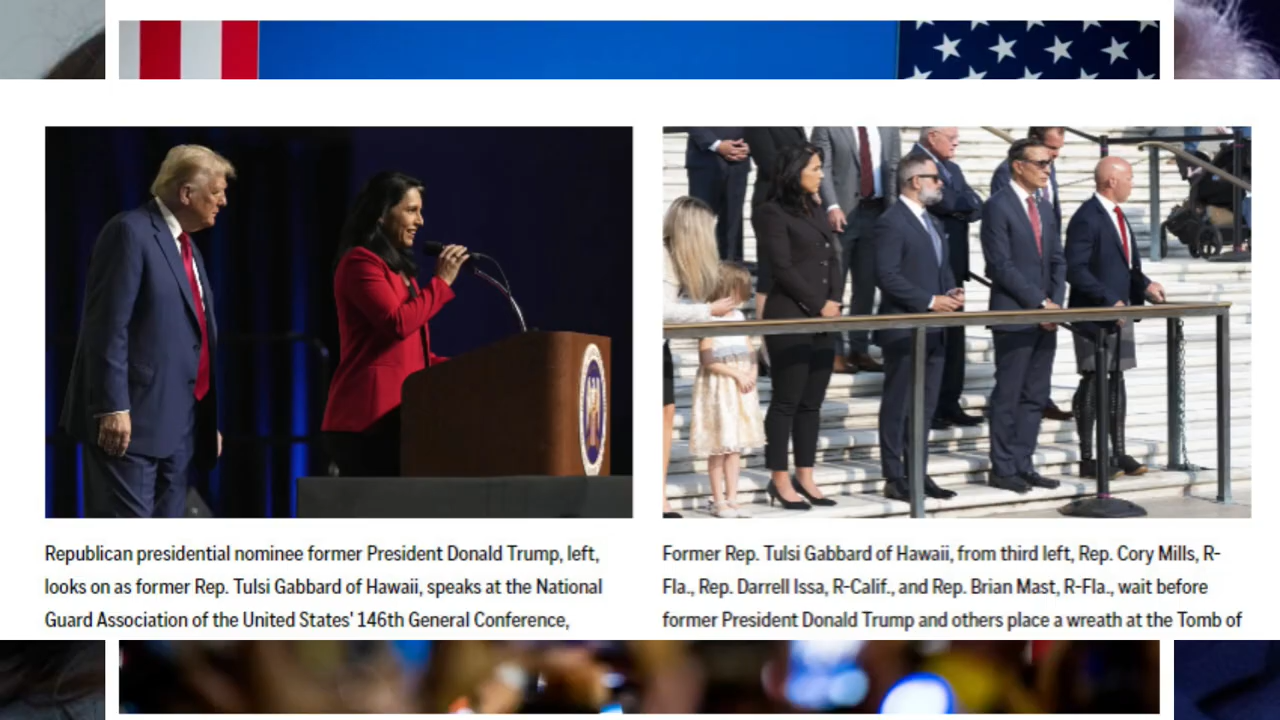 Republican presidential nominee former President Donald Trump, left,
looks on as former Rep. Tulsi Gabbard of Hawaii, speaks at the National
Guard Association of the United States' 146th General Conference,
Former Rep. Tulsi Gabbard of Hawaii, from third left, Rep. Cory Mills, R-
Fla., Rep. Darrell Issa, R-Calif., and Rep. Brian Mast, R-Fla., wait before
former President Donald Trump and others place a wreath at the Tomb of